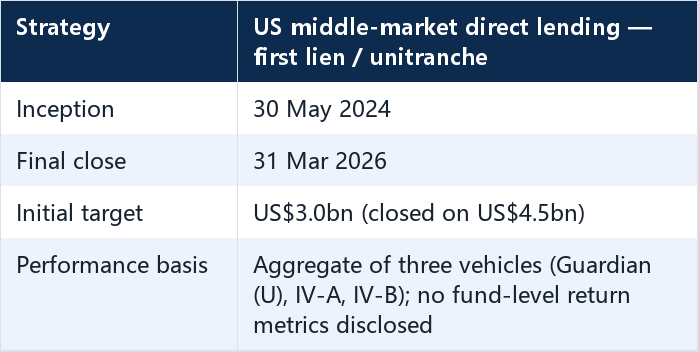 Strategy
US middle-market direct lending —
first lien / unitranche
Inception
30 May 2024
Final close
31 Mar 2026
Initial target
US$3.0bn (closed on US$4.5bn)
Performance basis
Aggregate of three vehicles (Guardian
(U), IV-A, IV-B); no fund-level return
metrics disclosed